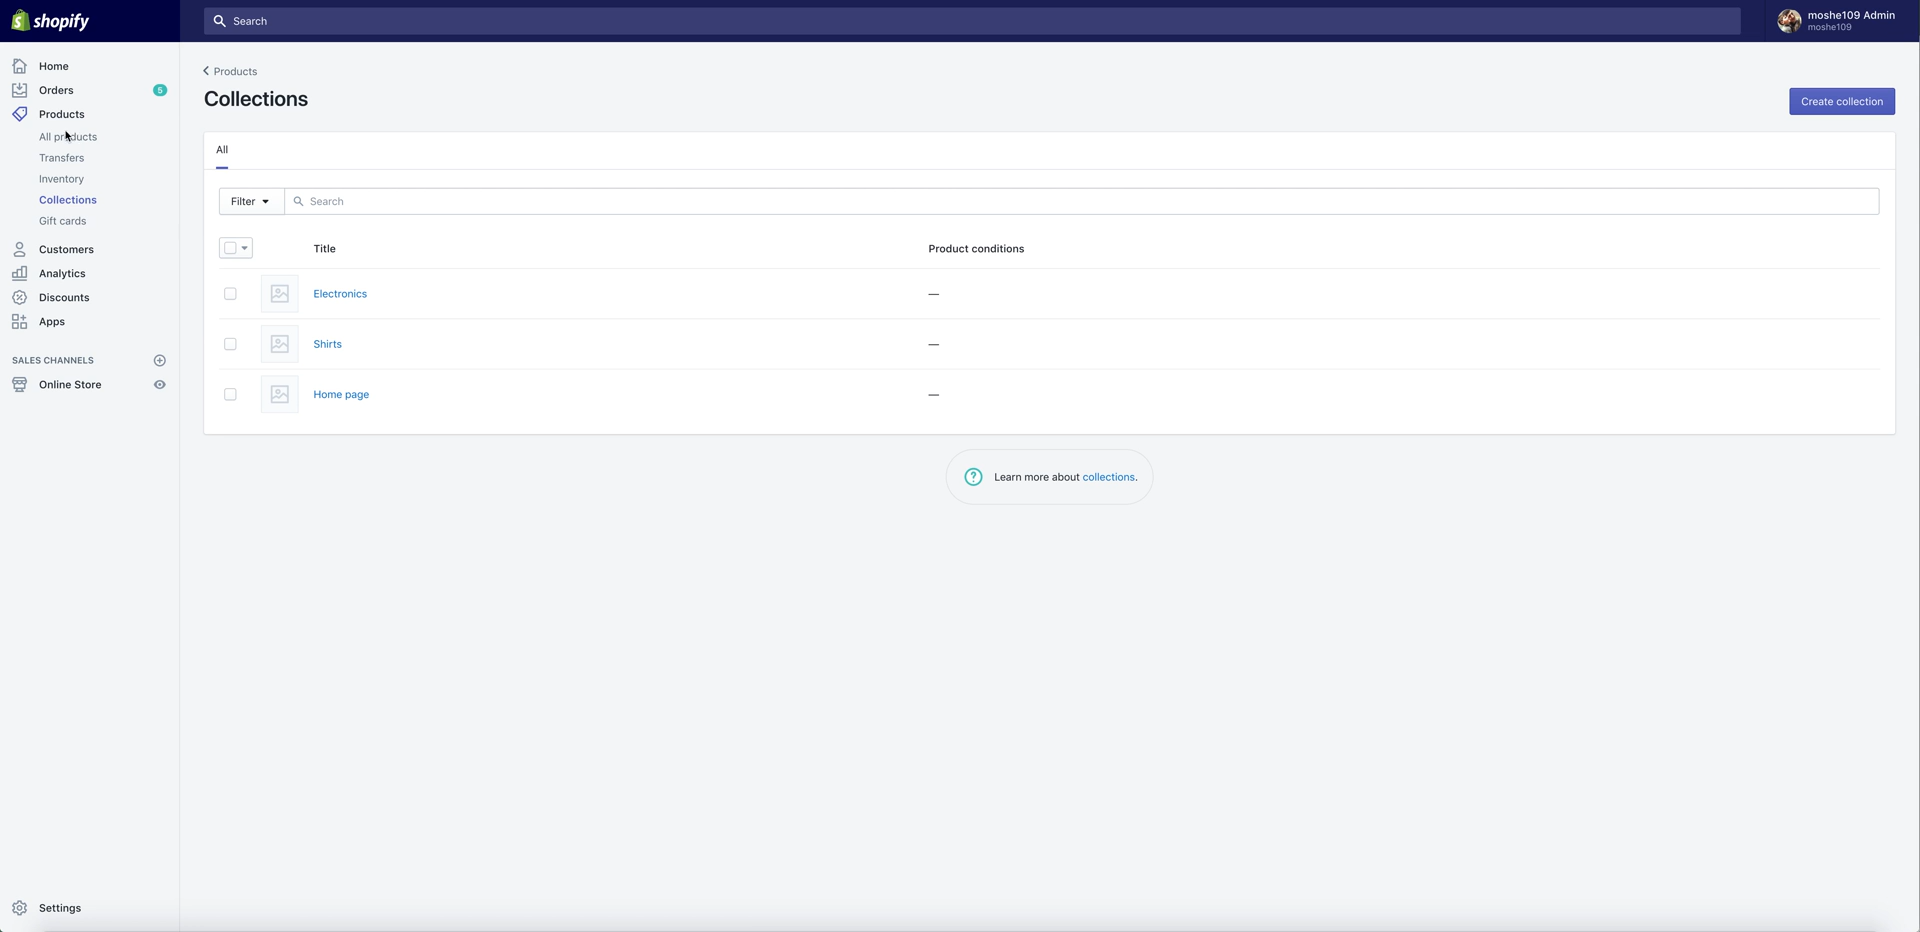 shopify
Search
moshe109 Admin
moshe109
Home
Orders
5
Products
All products
Transfers
Inventory
Collections
Gift cards
Customers
Analytics
Discounts
Apps
SALES CHANNELS
Online Store
Settings
Products
Collections
Create collection
All
Filter
Search
Title
Product conditions
Electronics
—
Shirts
—
Home page
—
Learn more about collections.